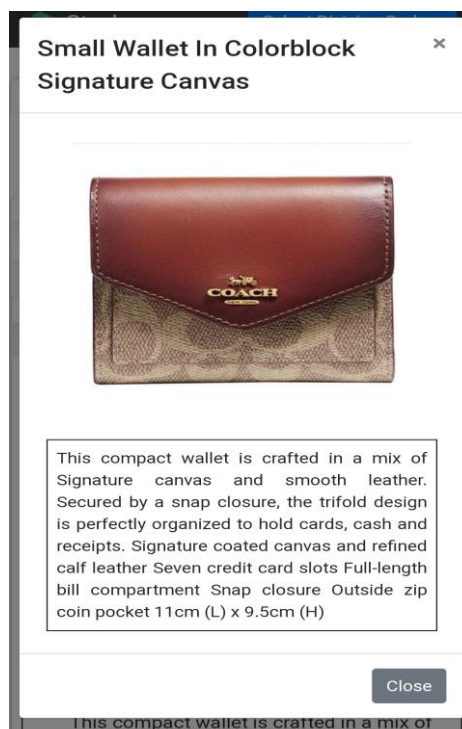 Small Wallet In Colorblock
Signature Canvas
×
COACH
NEW YORK
This compact wallet is crafted in a mix of
Signature canvas and smooth leather.
Secured by a snap closure, the trifold design
is perfectly organized to hold cards, cash and
receipts. Signature coated canvas and refined
calf leather Seven credit card slots Full-length
bill compartment Snap closure Outside zip
coin pocket 11cm (L) x 9.5cm (H)
Close
This compact wallet is crafted in a mix of